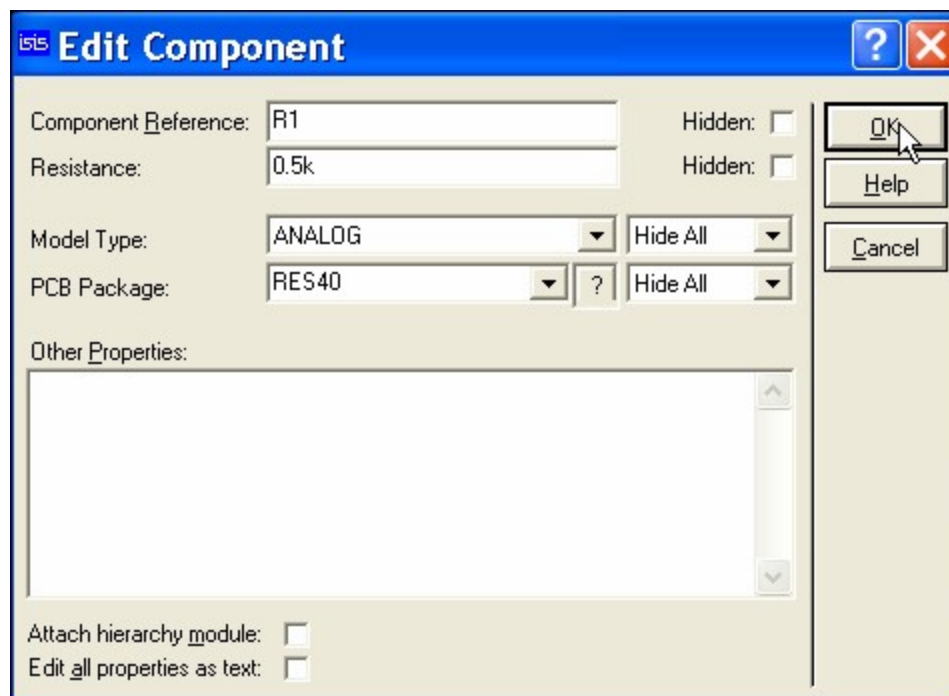 isis Edit Component ? X
Component Reference: R1 Hidden: OK
Resistance: 0.5k Hidden: Help
Model Type: ANALOG Hide All Cancel
PCB Package: RES40 ? Hide All
Other Properties:
Attach hierarchy module:
Edit all properties as text: